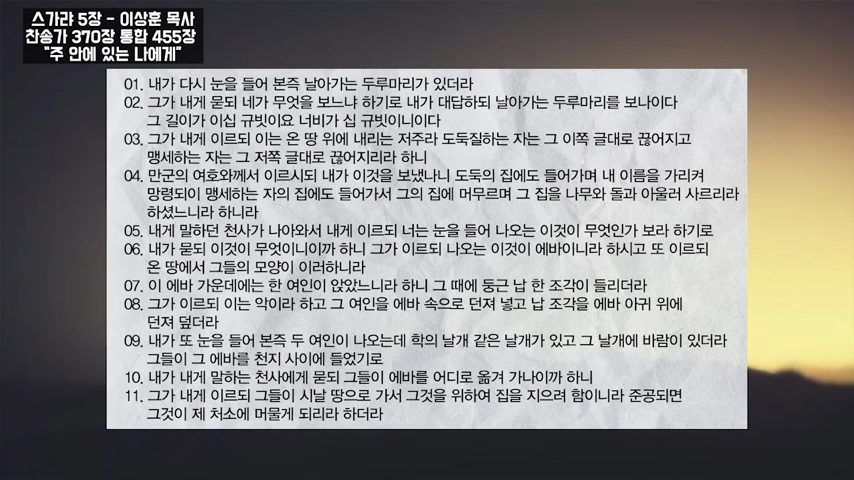 스가랴 5장 - 이상훈 목사
찬송가 370장 통합 455장
"주 안에 있는 나에게"
01. 내가 다시 눈을 들어 본즉 날아가는 두루마리가 있더라
02. 그가 내게 묻되 네가 무엇을 보느냐 하기로 내가 대답하되 날아가는 두루마리를 보나이다
그 길이가 이십 규빗이요 너비가 십 규빗이니이다
03. 그가 내게 이르되 이는 온 땅 위에 내리는 저주라 도둑질하는 자는 그 이쪽 글대로 끊어지고
맹세하는 자는 그 저쪽 글대로 끊어지리라 하니
04. 만군의 여호와께서 이르시되 내가 이것을 보냈나니 도둑의 집에도 들어가며 내 이름을 가리켜
망령되이 맹세하는 자의 집에도 들어가서 그의 집에 머무르며 그 집을 나무와 돌과 아울러 사르리라
하셨느니라 하니라
05. 내게 말하던 천사가 나아와서 내게 이르되 너는 눈을 들어 나오는 이것이 무엇인가 보라 하기로
06. 내가 묻되 이것이 무엇이니이까 하니 그가 이르되 나오는 이것이 에바이니라 하시고 또 이르되
온 땅에서 그들의 모양이 이러하니라
07. 이 에바 가운데에는 한 여인이 앉았느니라 하니 그 때에 둥근 납 한 조각이 들리더라
08. 그가 이르되 이는 악이라 하고 그 여인을 에바 속으로 던져 넣고 납 조각을 에바 아귀 위에
던져 덮더라
09. 내가 또 눈을 들어 본즉 두 여인이 나오는데 학의 날개 같은 날개가 있고 그 날개에 바람이 있더라
그들이 그 에바를 천지 사이에 들었기로
10. 내가 내게 말하는 천사에게 묻되 그들이 에바를 어디로 옮겨 가나이까 하니
11. 그가 내게 이르되 그들이 시날 땅으로 가서 그것을 위하여 집을 지으려 함이니라 준공되면
그것이 제 처소에 머물게 되리라 하더라